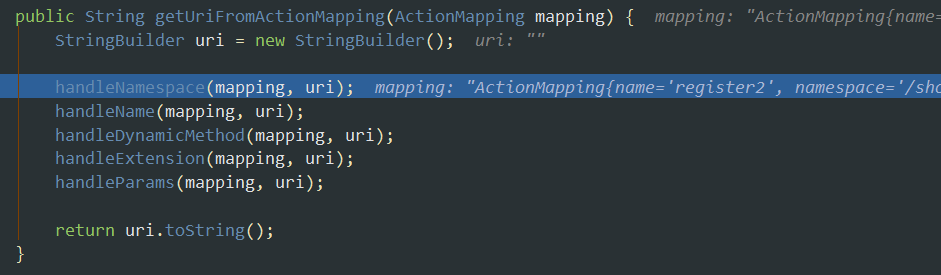 public String getUriFromActionMapping(ActionMapping mapping) { mapping: "ActionMapping{name=
StringBuilder uri = new StringBuilder(); uri: ""
handleNamespace(mapping, uri); mapping: "ActionMapping{name='register2', namespace='/sho
handleName(mapping, uri);
handleDynamicMethod(mapping, uri);
handleExtension(mapping, uri);
handleParams(mapping, uri);
return uri.toString();
}